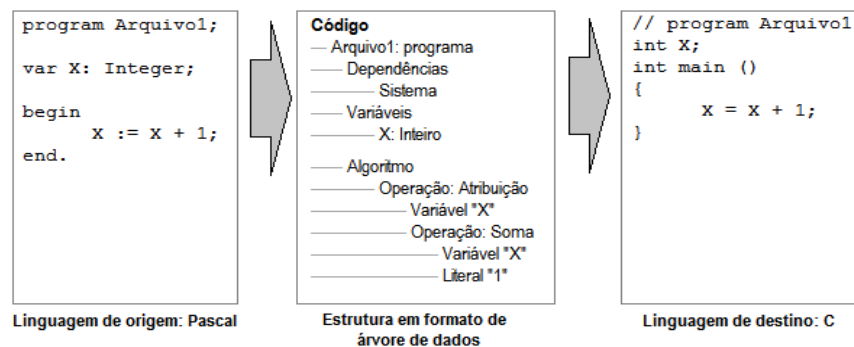 program Arquivo1;
var X: Integer;
begin
X := X + 1;
end.
Linguagem de origem: Pascal
Código
Arquivo1: programa
Dependências
Sistema
Variáveis
X: Inteiro
Algoritmo
Operação: Atribuição
Variável "X"
Operação: Soma
Variável "X"
Literal "1"
Estrutura em formato de
árvore de dados
// program Arquivo1
int X;
int main ()
{
X = X + 1;
}
Linguagem de destino: C